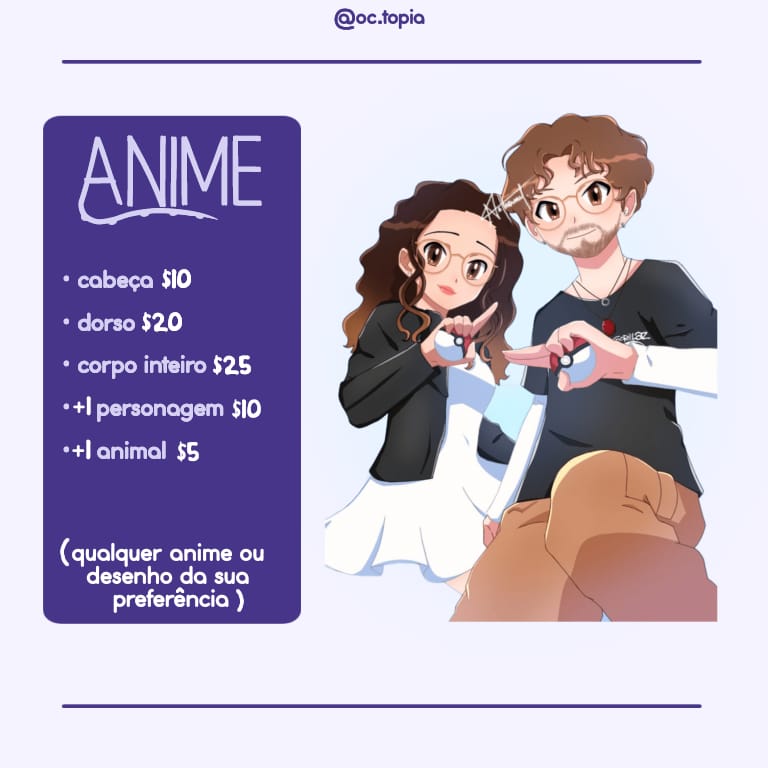 @oc.topia
ANIME
• cabeça $10
• dorso $20
• corpo inteiro $25
•+1 personagem $10
•+1 animal $5
(qualquer anime ou
desenho da sua
preferência)